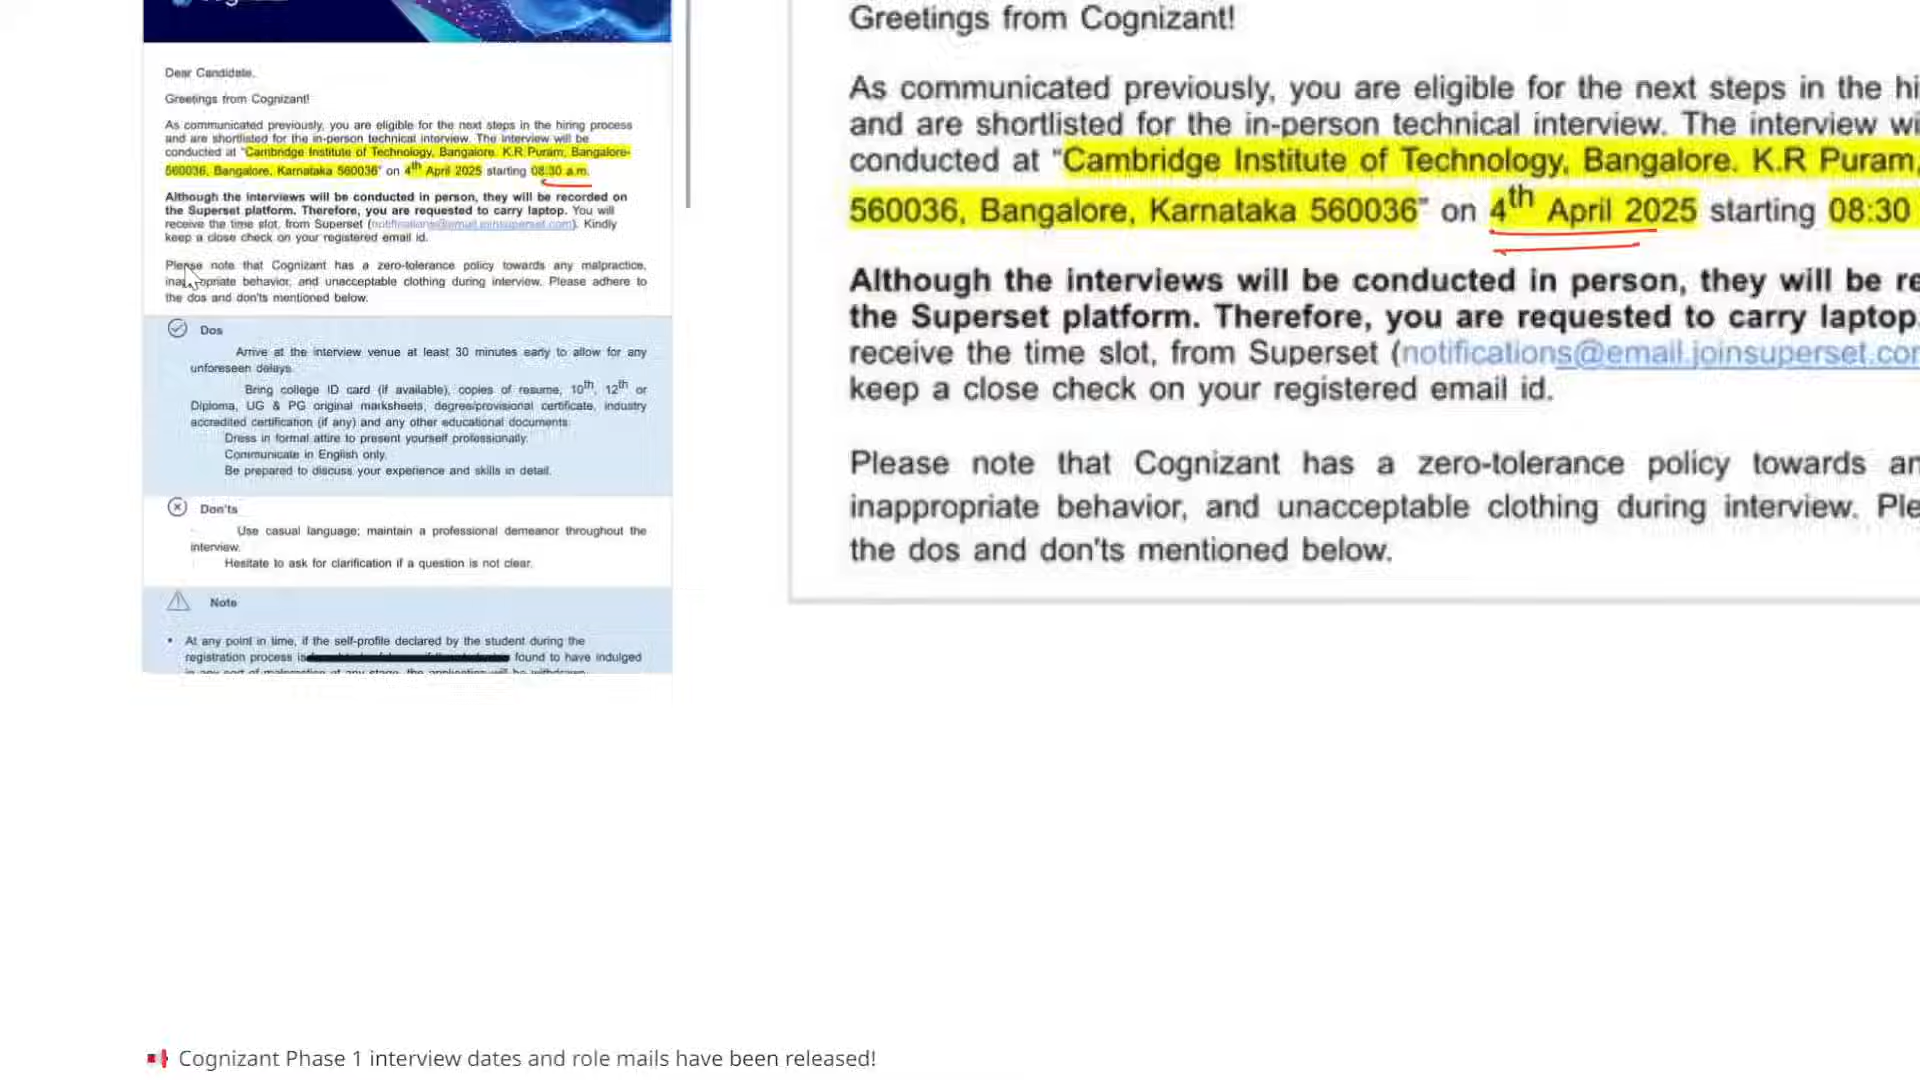 Dear Candidate,
Greetings from Cognizant!
As communicated previously, you are eligible for the next steps in the hiring process
and are shortlisted for the in-person technical interview. The interview will be
conducted at "Cambridge Institute of Technology, Bangalore. K.R Puram, Bangalore-
560036, Bangalore, Karnataka 560036" on 4th April 2025 starting 08:30 a.m.
Although the interviews will be conducted in person, they will be recorded on
the Superset platform. Therefore, you are requested to carry laptop. You will
receive the time slot, from Superset (notifications@email.joinsuperset.com). Kindly
keep a close check on your registered email id.
Please note that Cognizant has a zero-tolerance policy towards any malpractice,
inappropriate behavior, and unacceptable clothing during interview. Please adhere to
the dos and don'ts mentioned below.
Dos
Arrive at the interview venue at least 30 minutes early to allow for any
unforeseen delays.
Bring college ID card (if available), copies of resume, 10th, 12th or
Diploma, UG & PG original marksheets, degree/provisional certificate, industry
accredited certification (if any) and any other educational documents.
Dress in formal attire to present yourself professionally.
Communicate in English only.
Be prepared to discuss your experience and skills in detail.
Don'ts
Use casual language; maintain a professional demeanor throughout the
interview.
Hesitate to ask for clarification if a question is not clear.
Note
• At any point in time, if the self-profile declared by the student during the
registration process is found to have indulged
Greetings from Cognizant!
As communicated previously, you are eligible for the next steps in the hi
and are shortlisted for the in-person technical interview. The interview wi
conducted at "Cambridge Institute of Technology, Bangalore. K.R Puram,
560036, Bangalore, Karnataka 560036" on 4th April 2025 starting 08:30
Although the interviews will be conducted in person, they will be re
the Superset platform. Therefore, you are requested to carry laptop.
receive the time slot, from Superset (notifications@email.joinsuperset.cor
keep a close check on your registered email id.
Please note that Cognizant has a zero-tolerance policy towards an
inappropriate behavior, and unacceptable clothing during interview. Ple
the dos and don'ts mentioned below.
Cognizant Phase 1 interview dates and role mails have been released!